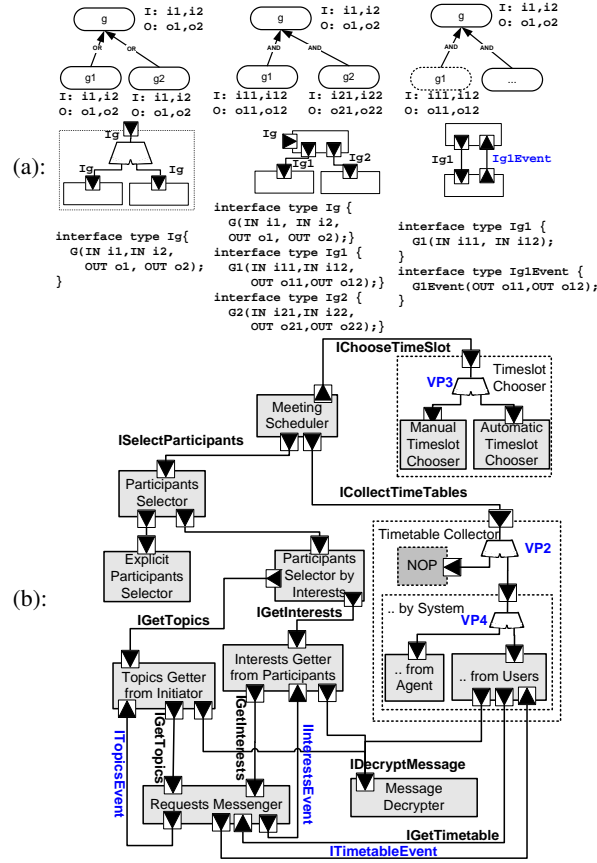 g
I: i1,i2
O: o1,o2
OR
OR
g1
g2
I: i1,i2
O: o1,o2
I: i1,i2
O: o1,o2
Ig
Ig
Ig
interface type Ig{
G(IN i1,IN i2,
OUT o1, OUT o2);
}
g
I: i1,i2
O: o1,o2
AND
AND
g1
g2
I: i11,i12
O: o11,o12
I: i21,i22
O: o21,o22
Ig
Ig1
Ig2
interface type Ig {
G(IN i1, IN i2,
OUT o1, OUT o2);}
interface type Ig1 {
G1(IN i11,IN i12,
OUT o11,OUT o12);}
interface type Ig2 {
G2(IN i21,IN i22,
OUT o21,OUT o22);}
g
I: i1,i2
O: o1,o2
AND
AND
g1
...
I: i11,i12
O: o11,o12
Ig1
Ig1Event
interface type Ig1 {
G1(IN i11, IN i12);
}
interface type Ig1Event {
G1Event(OUT o11,OUT o12);
}
(a):
IChooseTimeSlot
Timeslot
Chooser
VP3
Manual
Timeslot
Chooser
Automatic
Timeslot
Chooser
Meeting
Scheduler
ISelectParticipants
ICollectTimeTables
Participants
Selector
Explicit
Participants
Selector
Participants
Selector by
Interests
Timetable Collector
VP2
NOP
.. by System
VP4
.. from
Agent
.. from Users
(b):
IGetTopics
IGetInterests
Topics Getter
from Initiator
Interests Getter
from Participants
ITopicsEvent
IGetTopics
IGetInterests
IInterestsEvent
IDecryptMessage
Message
Decrypter
Requests Messenger
IGetTimetable
ITimetableEvent